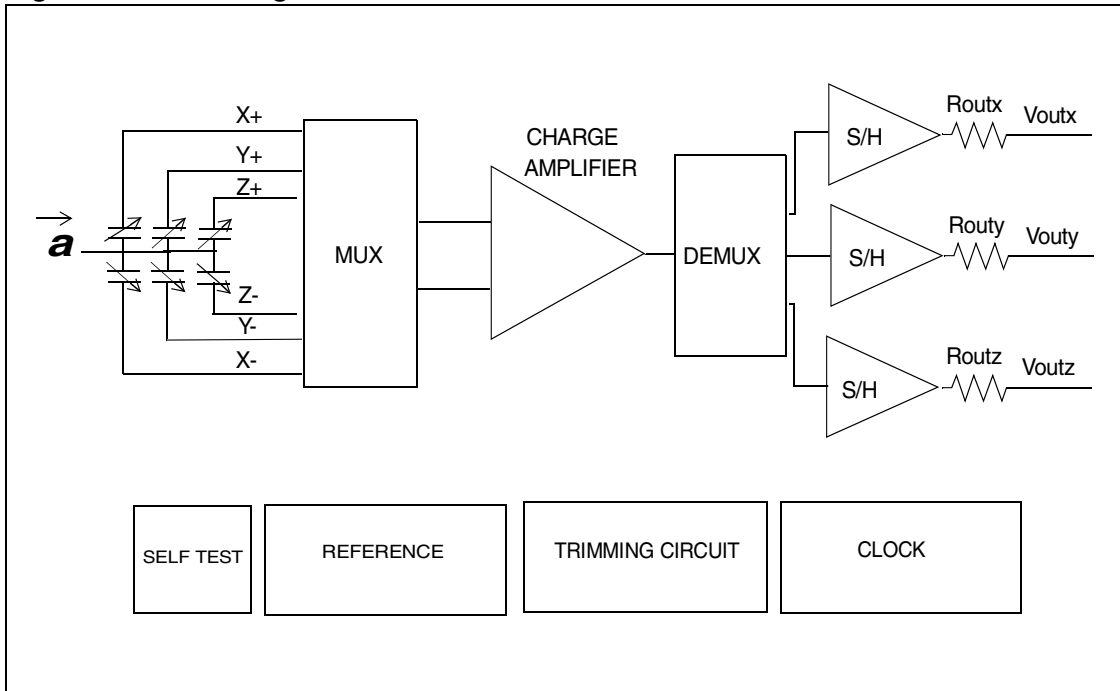 X+
Y+
Z+
a
Z-
Y-
X-
MUX
CHARGE
AMPLIFIER
DEMUX
S/H
Routx
Voutx
S/H
Routy
Vouty
S/H
Routz
Voutz
SELF TEST
REFERENCE
TRIMMING CIRCUIT
CLOCK